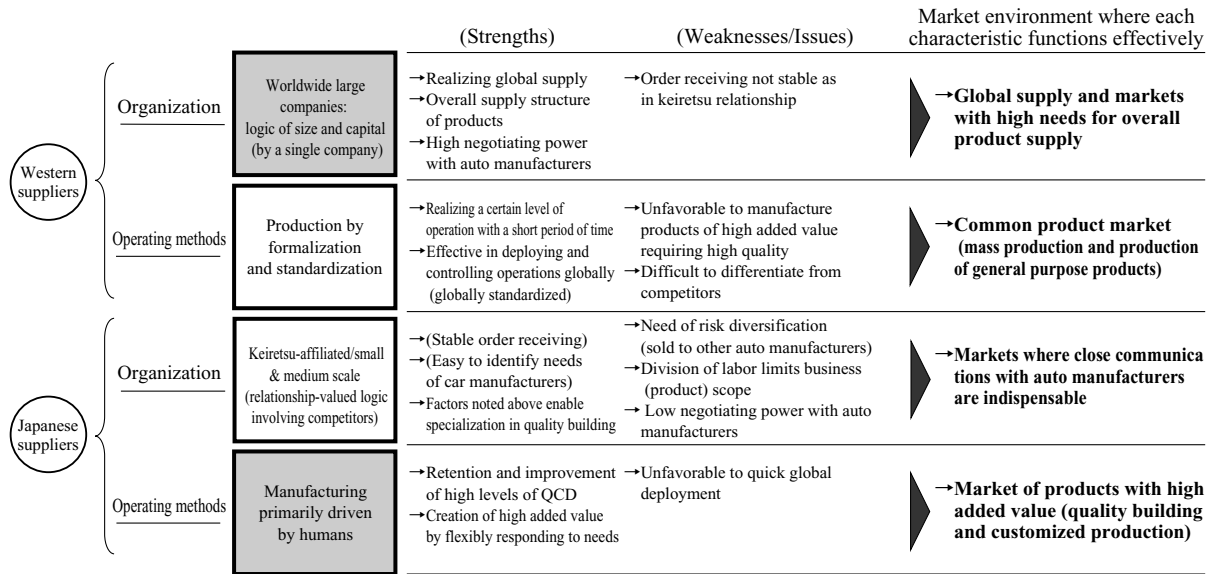 (Strengths)
(Weaknesses/Issues)
Market environment where each
characteristic functions effectively
Western
suppliers
Organization
Worldwide large
companies:
logic of size and capital
(by a single company)
→Realizing global supply
→Overall supply structure
of products
→High negotiating power
with auto manufacturers
→Order receiving not stable as
in keiretsu relationship
→Global supply and markets
with high needs for overall
product supply
Operating methods
Production by
formalization
and standardization
→Realizing a certain level of
operation with a short period of time
→Effective in deploying and
controlling operations globally
(globally standardized)
→Unfavorable to manufacture
products of high added value
requiring high quality
→Difficult to differentiate from
competitors
→Common product market
(mass production and production
of general purpose products)
Japanese
suppliers
Organization
Keiretsu-affiliated/small
& medium scale
(relationship-valued logic
involving competitors)
→(Stable order receiving)
→(Easy to identify needs
of car manufacturers)
→Factors noted above enable
specialization in quality building
→Need of risk diversification
(sold to other auto manufacturers)
→Division of labor limits business
(product) scope
→ Low negotiating power with auto
manufacturers
→Markets where close communica
tions with auto manufacturers
are indispensable
Operating methods
Manufacturing
primarily driven
by humans
→Retention and improvement
of high levels of QCD
→Creation of high added value
by flexibly responding to needs
→Unfavorable to quick global
deployment
→Market of products with high
added value (quality building
and customized production)